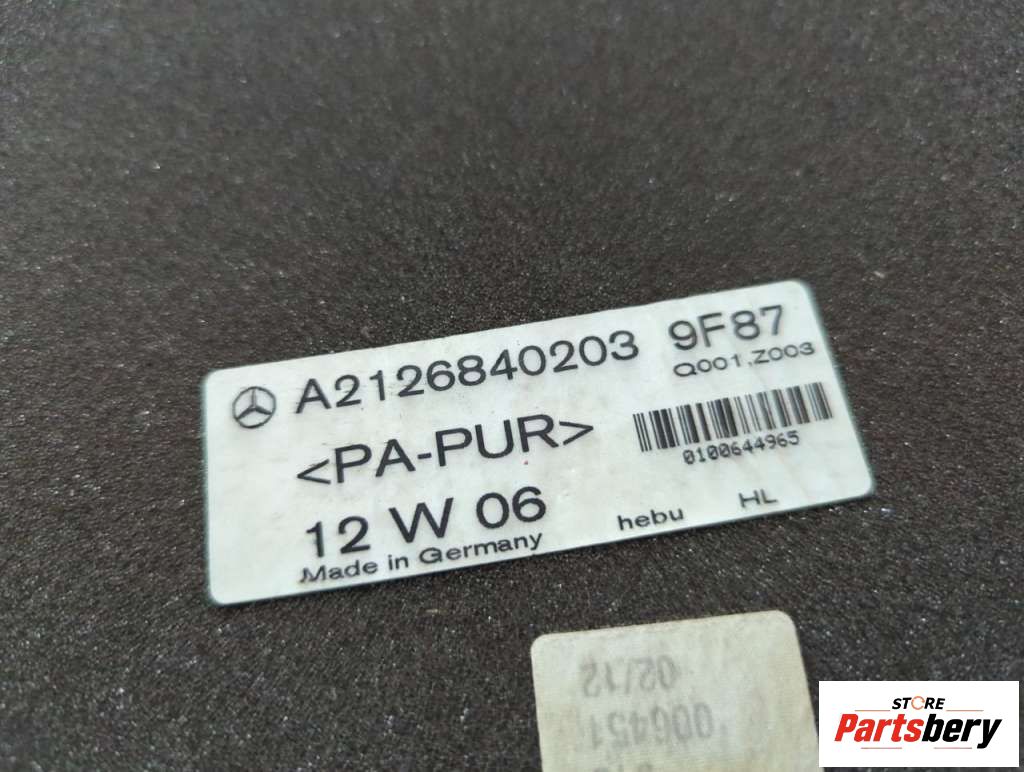 A2126840203 9F87
Q001.Z003
<PA-PUR>
0100644965
12 W 06
hebu HL
Made in Germany
02/12
006451
STORE
Partsbery